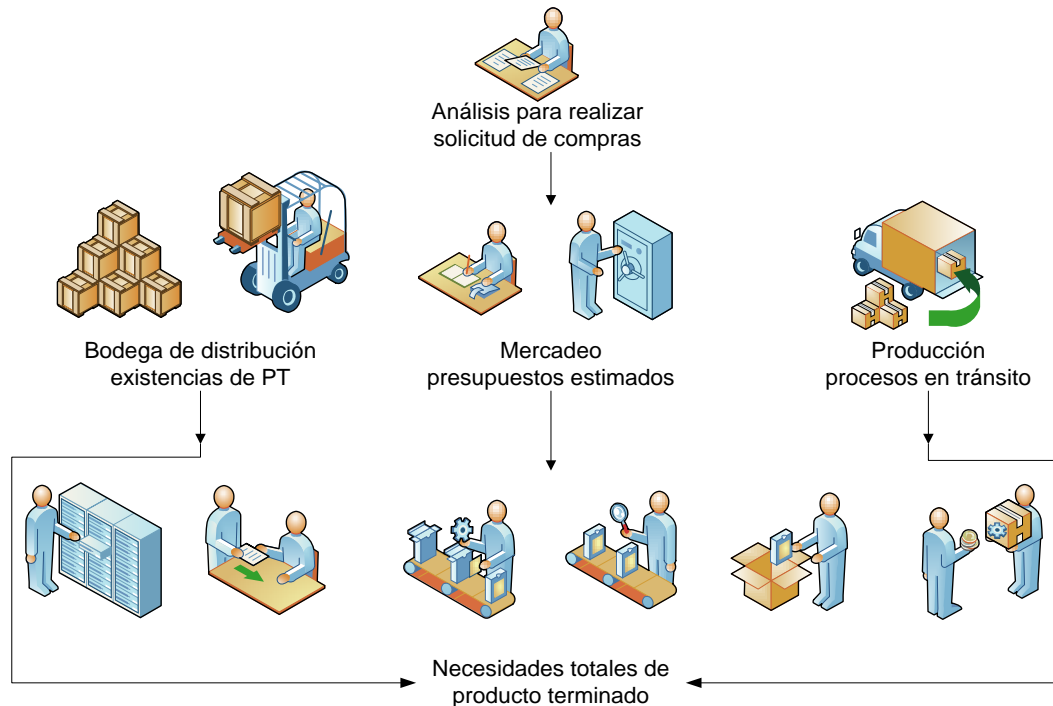 Análisis para realizar
solicitud de compras
Bodega de distribución
existencias de PT
Mercadeo
presupuestos estimados
Producción
procesos en tránsito
Necesidades totales de
producto terminado